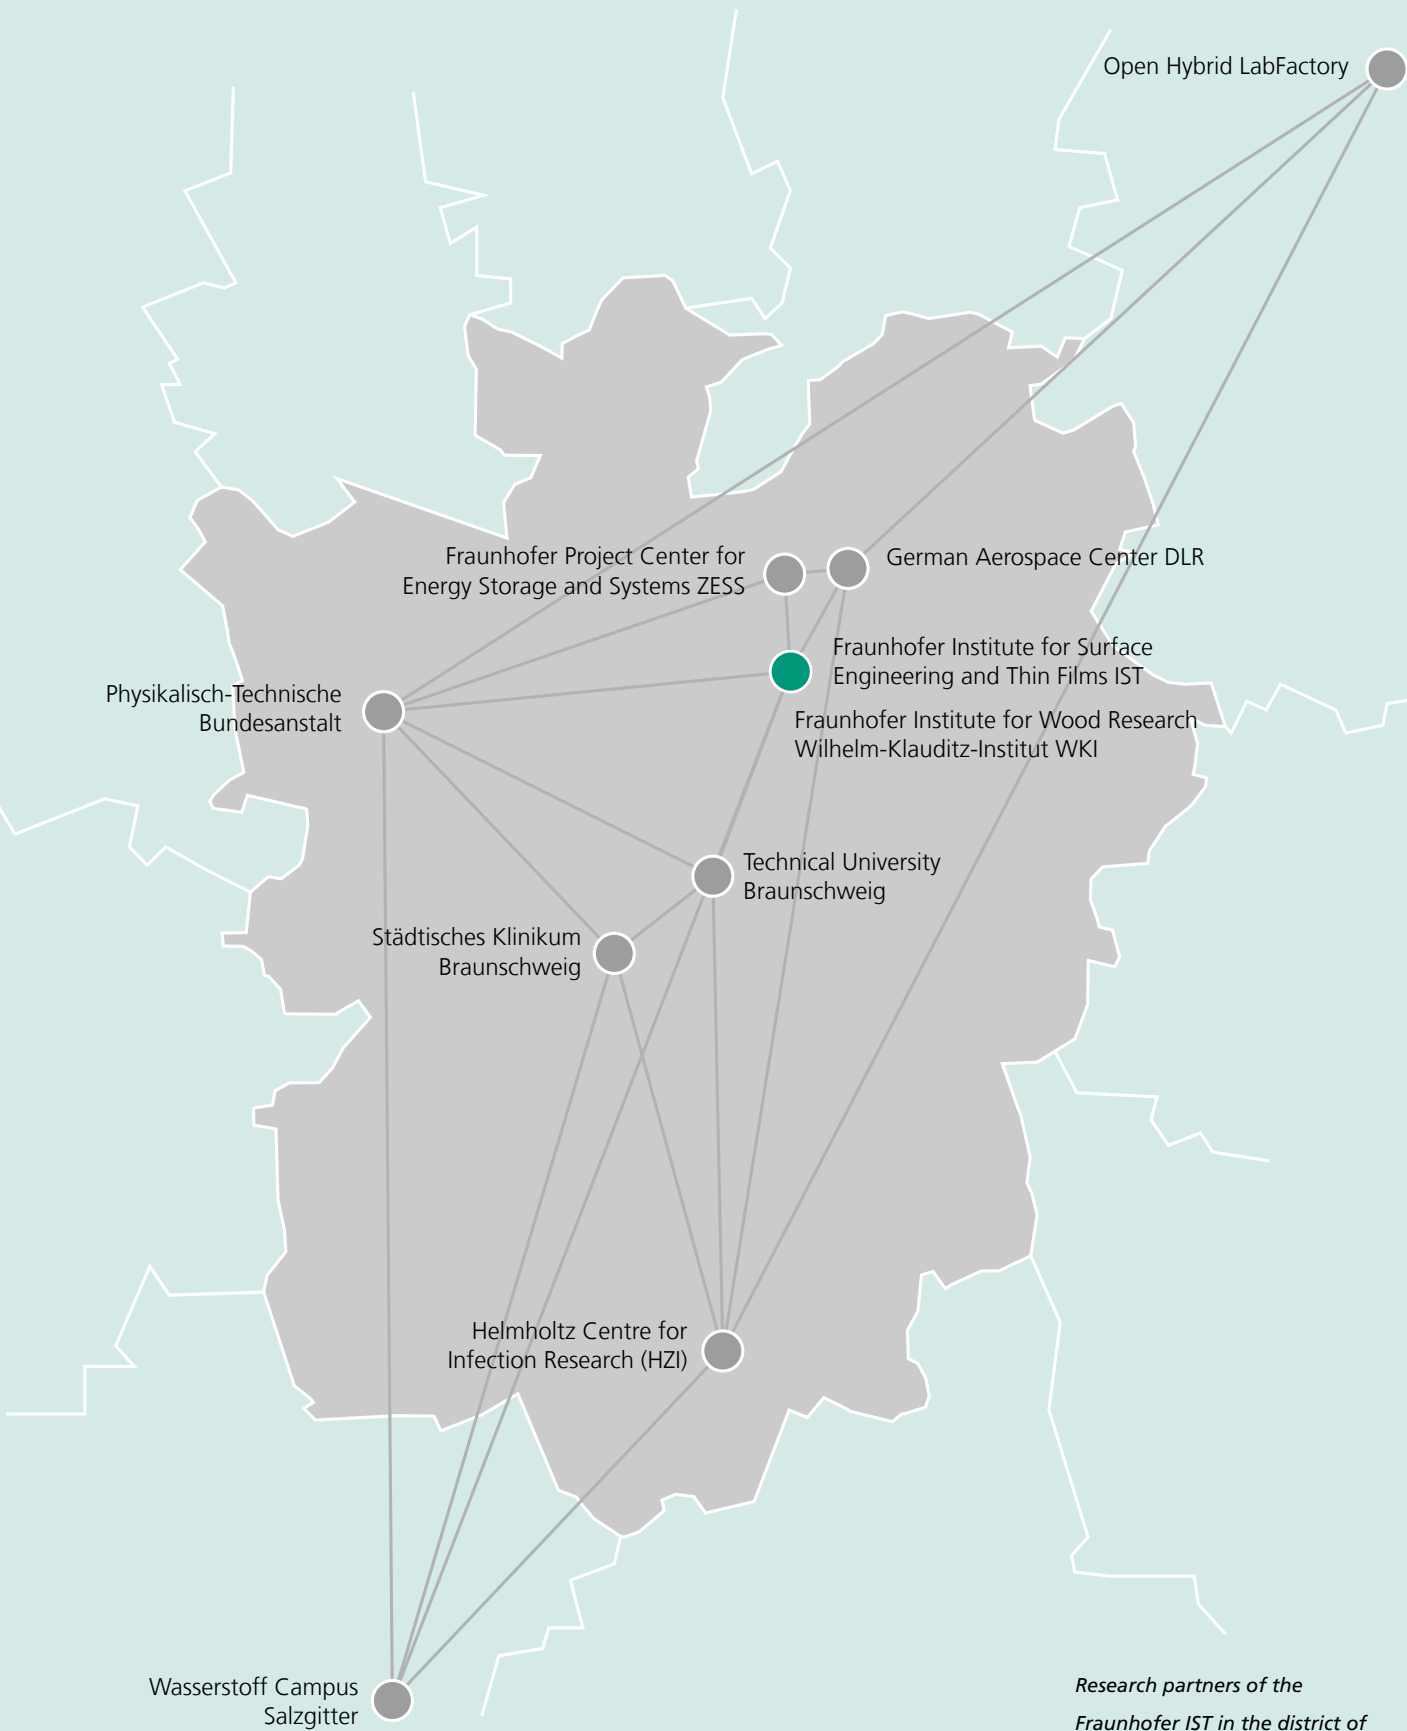 Open Hybrid LabFactory
Fraunhofer Project Center for
Energy Storage and Systems ZESS
German Aerospace Center DLR
Fraunhofer Institute for Surface
Engineering and Thin Films IST
Physikalisch-Technische
Bundesanstalt
Fraunhofer Institute for Wood Research
Wilhelm-Klauditz-Institut WKI
Technical University
Braunschweig
Städtisches Klinikum
Braunschweig
Helmholtz Centre for
Infection Research (HZI)
Wasserstoff Campus
Salzgitter
Research partners of the
Fraunhofer IST in the district of